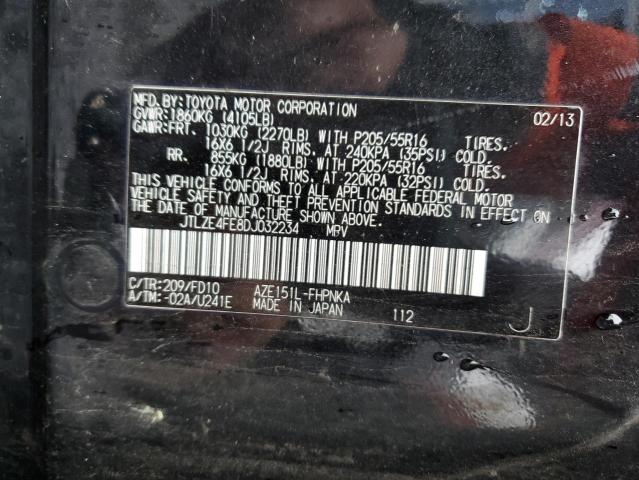 MFD. BY: TOYOTA MOTOR CORPORATION 02/13
GVWR: 1860KG (4105LB)
GAWR: FRT. 1030KG (2270LB) WITH P205/55R16 TIRES.
16X6 1/2J RIMS, AT 240KPA (35PSI) COLD.
RR. 855KG (1880LB) WITH P205/55R16 TIRES.
16X6 1/2J RIMS, AT 220KPA (32PSI) COLD.
THIS VEHICLE CONFORMS TO ALL APPLICABLE FEDERAL MOTOR
VEHICLE SAFETY AND THEFT PREVENTION STANDARDS IN EFFECT ON
THE DATE OF MANUFACTURE SHOWN ABOVE.
JTLZE4FE8DJ032234 MPV
C/TR: 209/FD10 AZE151L-FHPNKA
A/TM: -02A/U241E MADE IN JAPAN 112 J